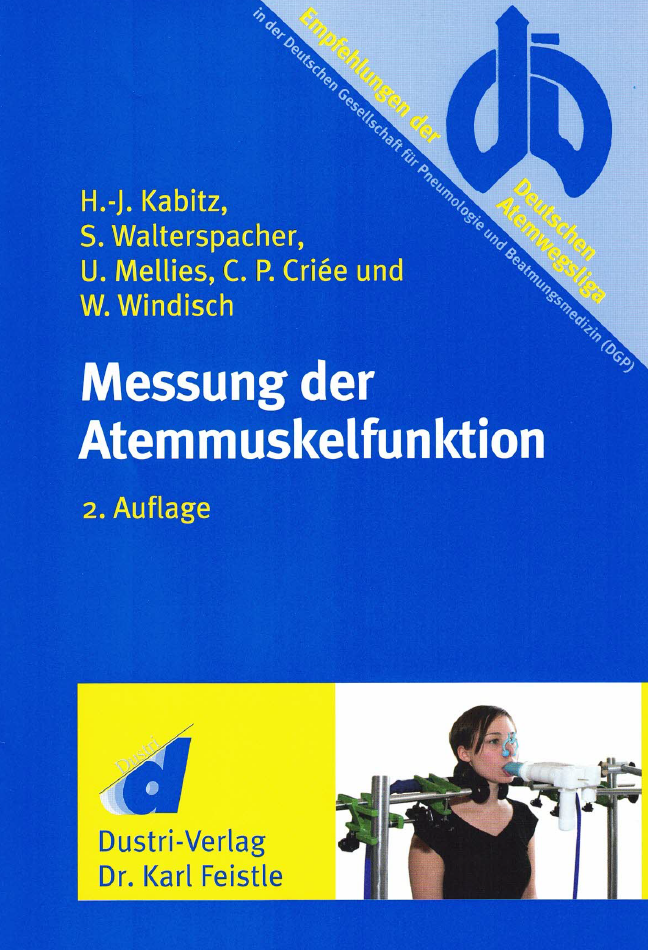 Empfehlungen der
Deutschen
Atemwegsliga
in der Deutschen Gesellschaft für Pneumologie und Beatmungsmedizin (DGP)
H.-J. Kabitz,
S. Walterspacher,
U. Mellies, C. P. Criée und
W. Windisch
Messung der
Atemmuskelfunktion
2. Auflage
Dustri
d
Dustri-Verlag
Dr. Karl Feistle